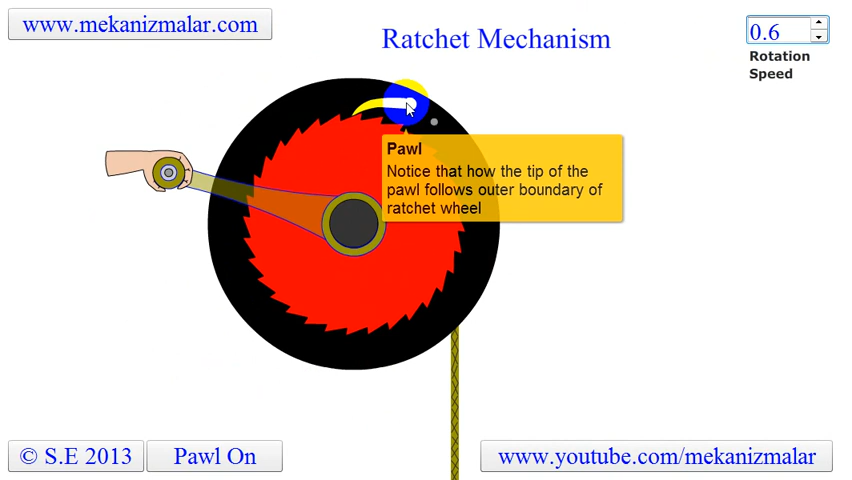 www.mekanizmalar.com
Ratchet Mechanism
0.6
Rotation
Speed
Pawl
Notice that how the tip of the
pawl follows outer boundary of
ratchet wheel
© S.E 2013
Pawl On
www.youtube.com/mekanizmalar